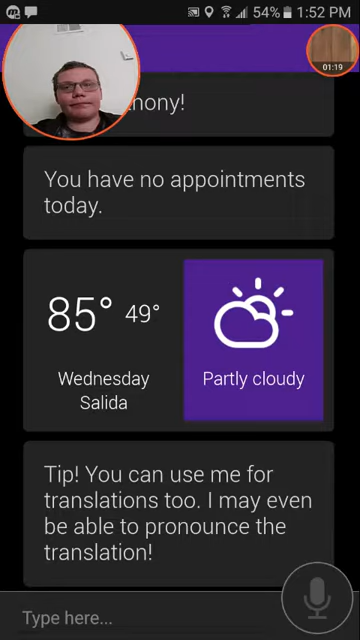 54% 1:52 PM
01:19
nony!
You have no appointments
today.
85° 49°
Wednesday
Salida
Partly cloudy
Tip! You can use me for
translations too. I may even
be able to pronounce the
translation!
Type here...